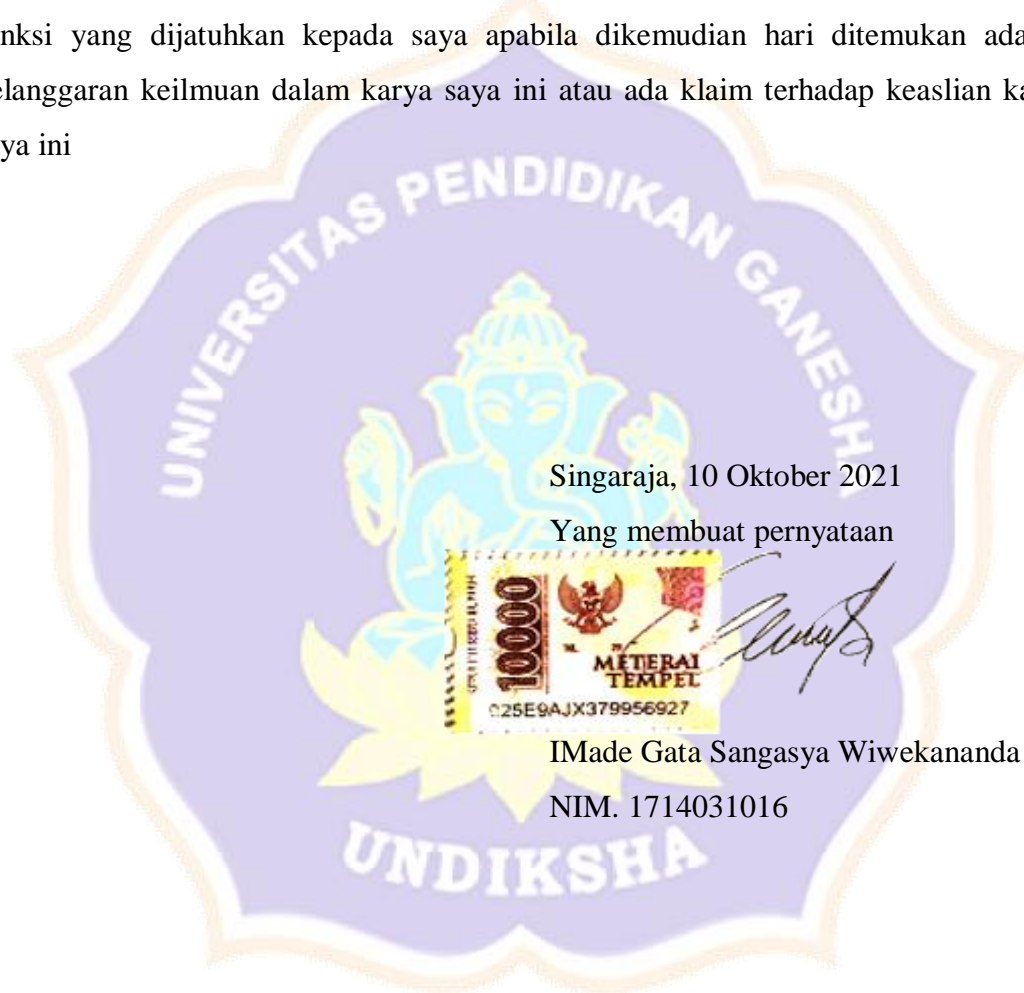 nksi yang dijatuhkan kepada saya apabila dikemudian hari ditemukan ada
elanggaran keilmuan dalam karya saya ini atau ada klaim terhadap keaslian ka
ya ini
UNIVERSITAS PENDIDIKAN GANESHA
Singaraja, 10 Oktober 2021
Yang membuat pernyataan
10000
METERAI
TEMPEL
025E9AJX379956927
IMade Gata Sangasya Wiwekananda
NIM. 1714031016
UNDIKSHA